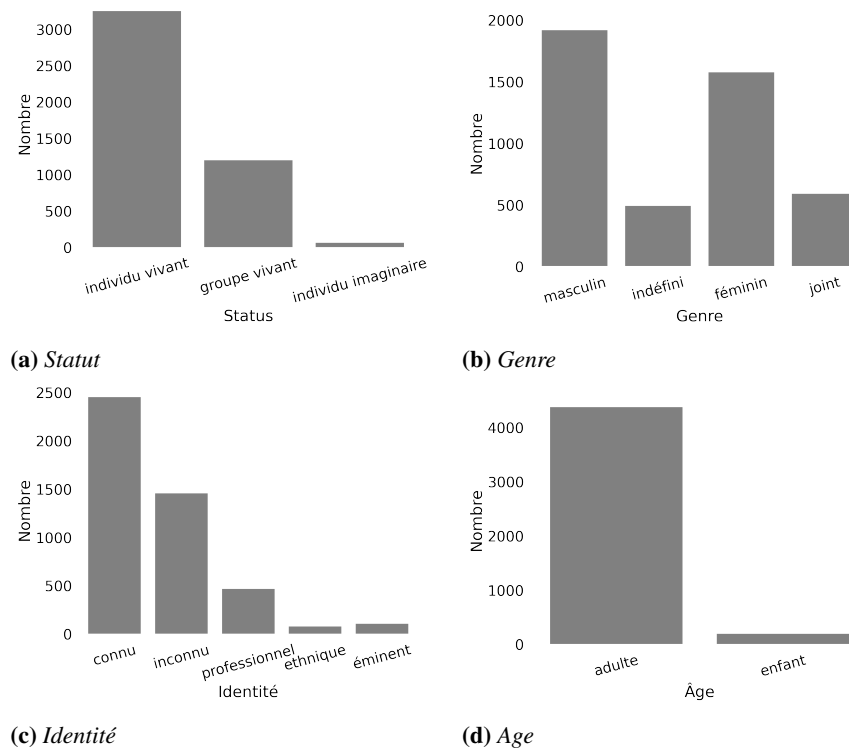 3000
2500
2000
1500
1000
500
0
Nombre
individu vivant
groupe vivant
individu imaginaire
Status
(a) Statut
2000
1500
1000
500
0
Nombre
masculin
indéfini
féminin
joint
Genre
(b) Genre
2500
2000
1500
1000
500
0
Nombre
connu
inconnu
professionnel
ethnique
éminent
Identité
(c) Identité
4000
3000
2000
1000
0
Nombre
adulte
enfant
Âge
(d) Age